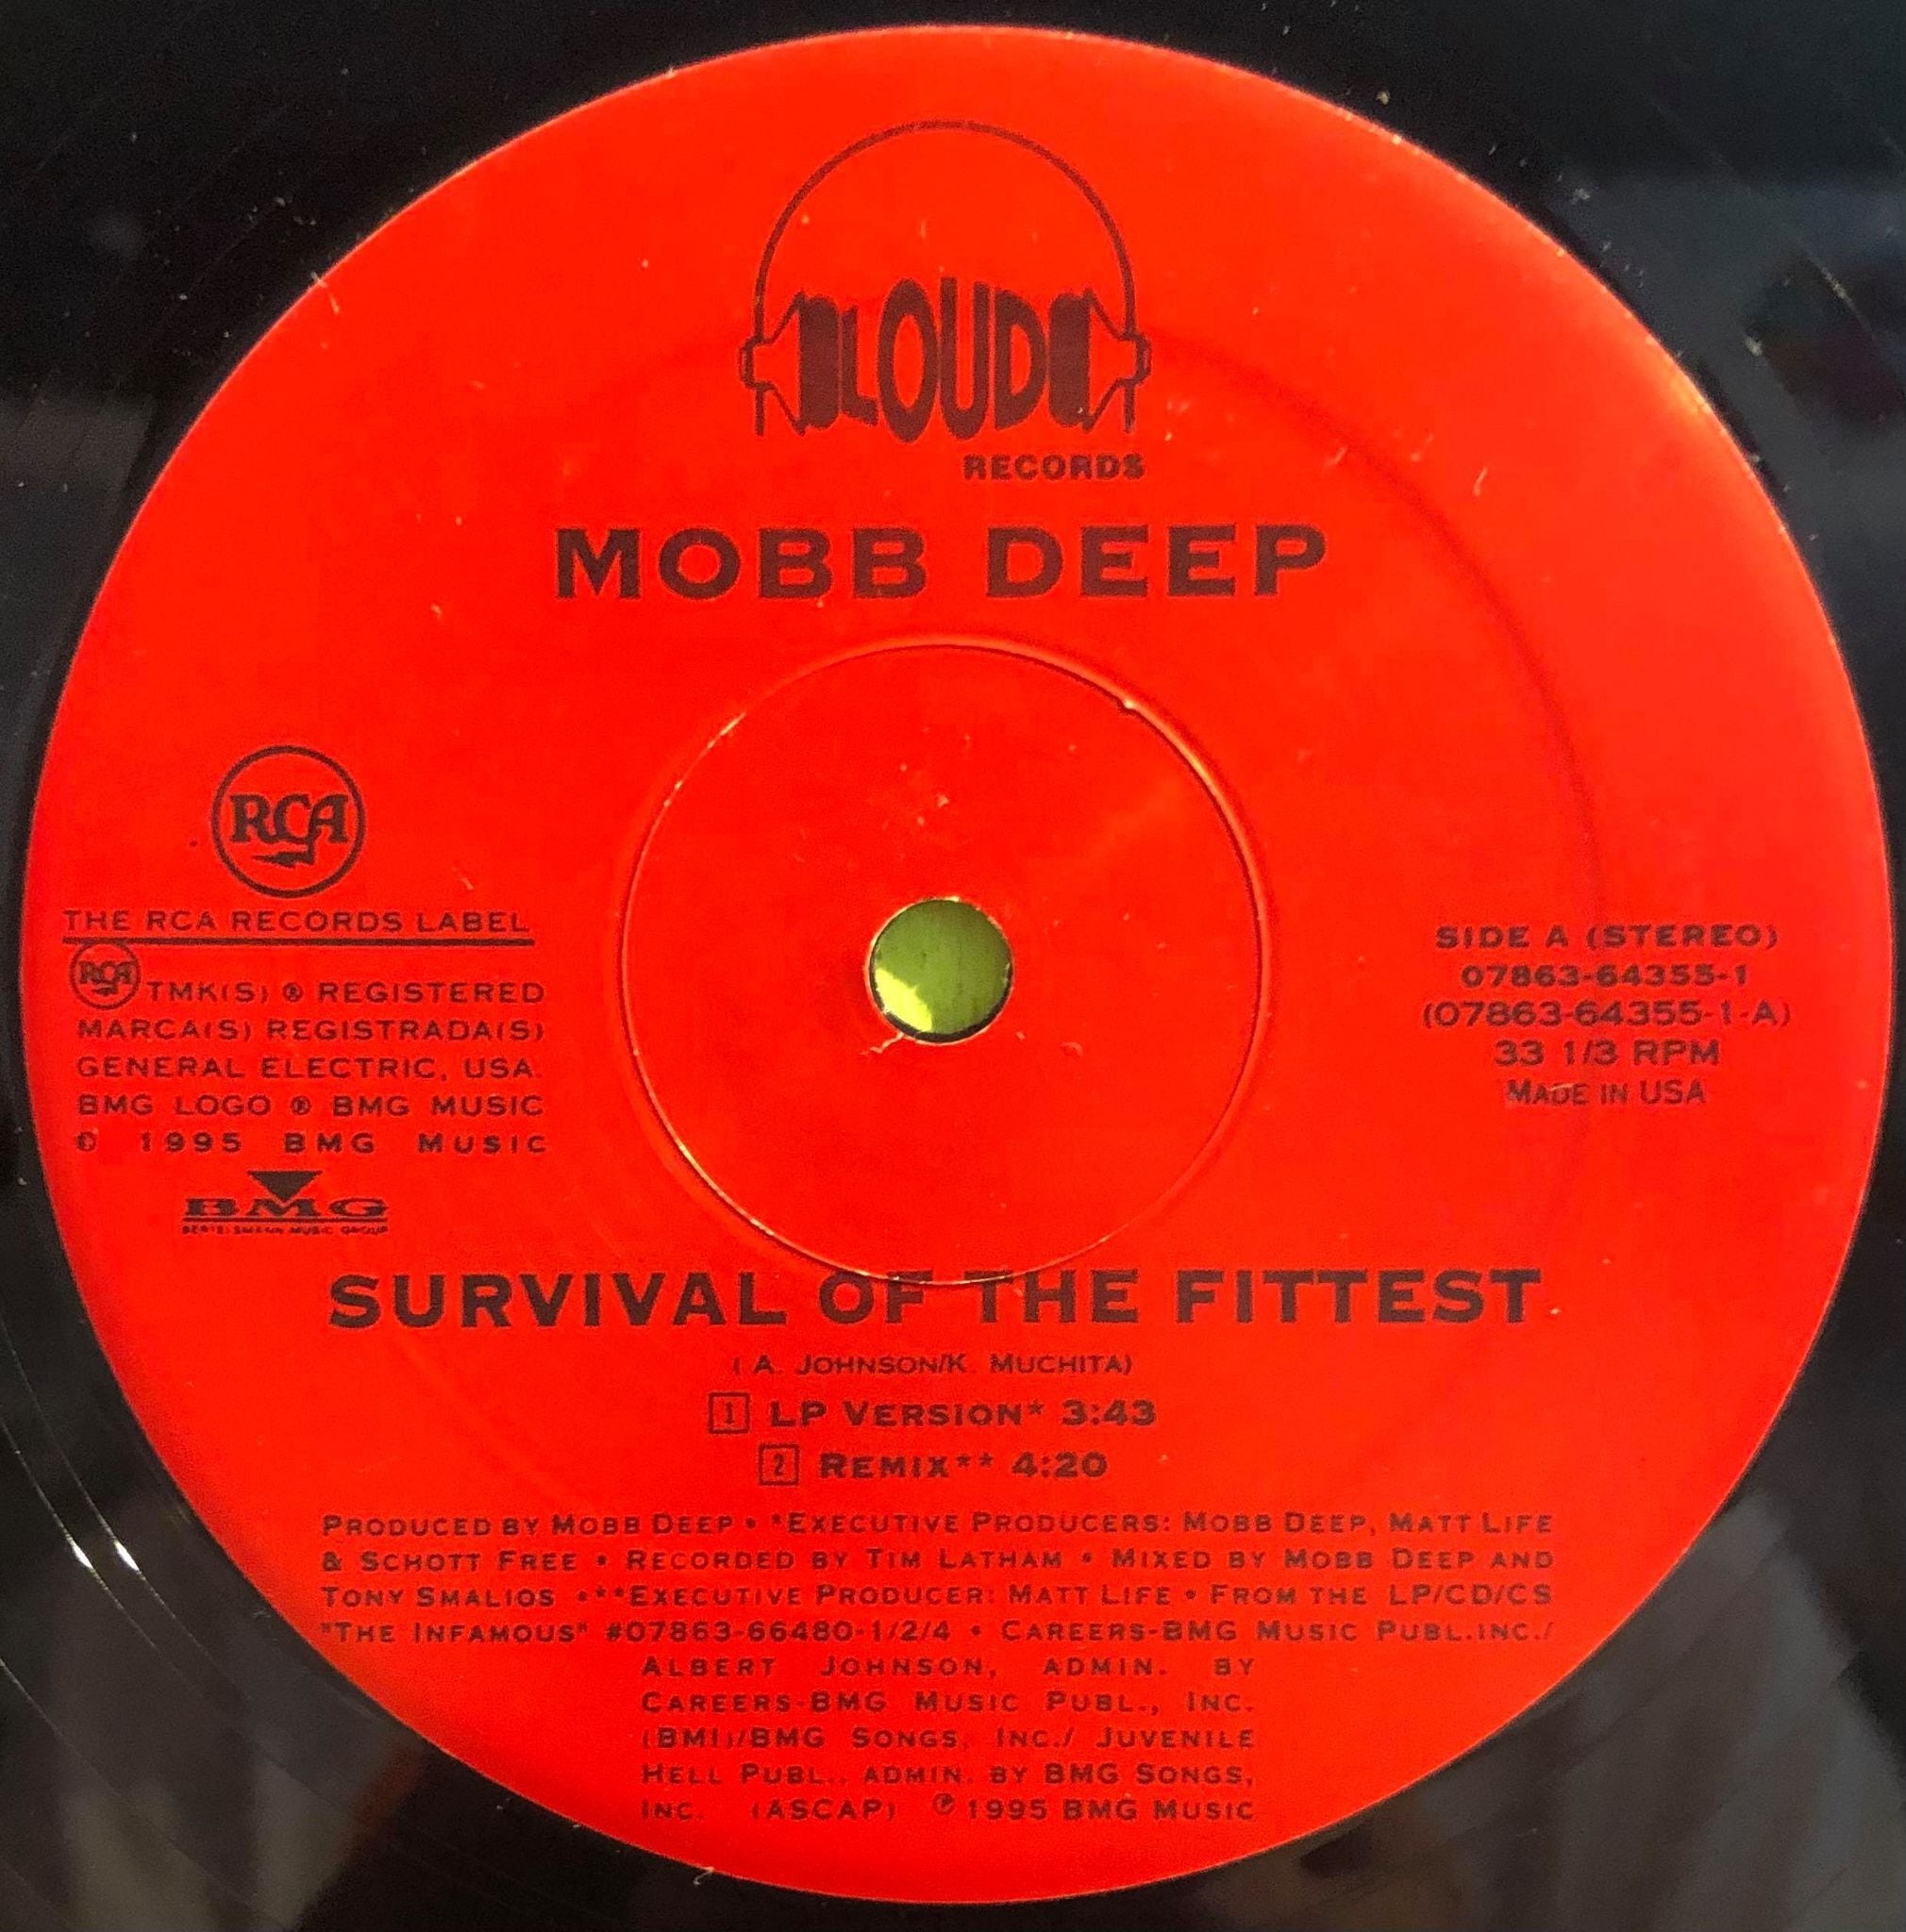 LOUD
RECORDS
MOBB DEEP
RCA
THE RCA RECORDS LABEL
RCA TMK(S) ® REGISTERED
MARCA(S) REGISTRADA(S)
GENERAL ELECTRIC, USA.
BMG LOGO ® BMG MUSIC
© 1995 BMG MUSIC
BMG
BERTELSMANN MUSIC GROUP
SIDE A (STEREO)
07863-64355-1
(07863-64355-1-A)
33 1/3 RPM
MADE IN USA
SURVIVAL OF THE FITTEST
( A. JOHNSON/K. MUCHITA)
1 LP VERSION* 3:43
2 REMIX** 4:20
PRODUCED BY MOBB DEEP • *EXECUTIVE PRODUCERS: MOBB DEEP, MATT LIFE
& SCHOTT FREE • RECORDED BY TIM LATHAM • MIXED BY MOBB DEEP AND
TONY SMALIOS •**EXECUTIVE PRODUCER: MATT LIFE • FROM THE LP/CD/CS
"THE INFAMOUS" #07863-66480-1/2/4 • CAREERS-BMG MUSIC PUBL.INC./
ALBERT JOHNSON, ADMIN. BY
CAREERS-BMG MUSIC PUBL., INC.
(BMI)/BMG SONGS, INC./ JUVENILE
HELL PUBL., ADMIN. BY BMG SONGS,
INC. (ASCAP) ℗ 1995 BMG MUSIC